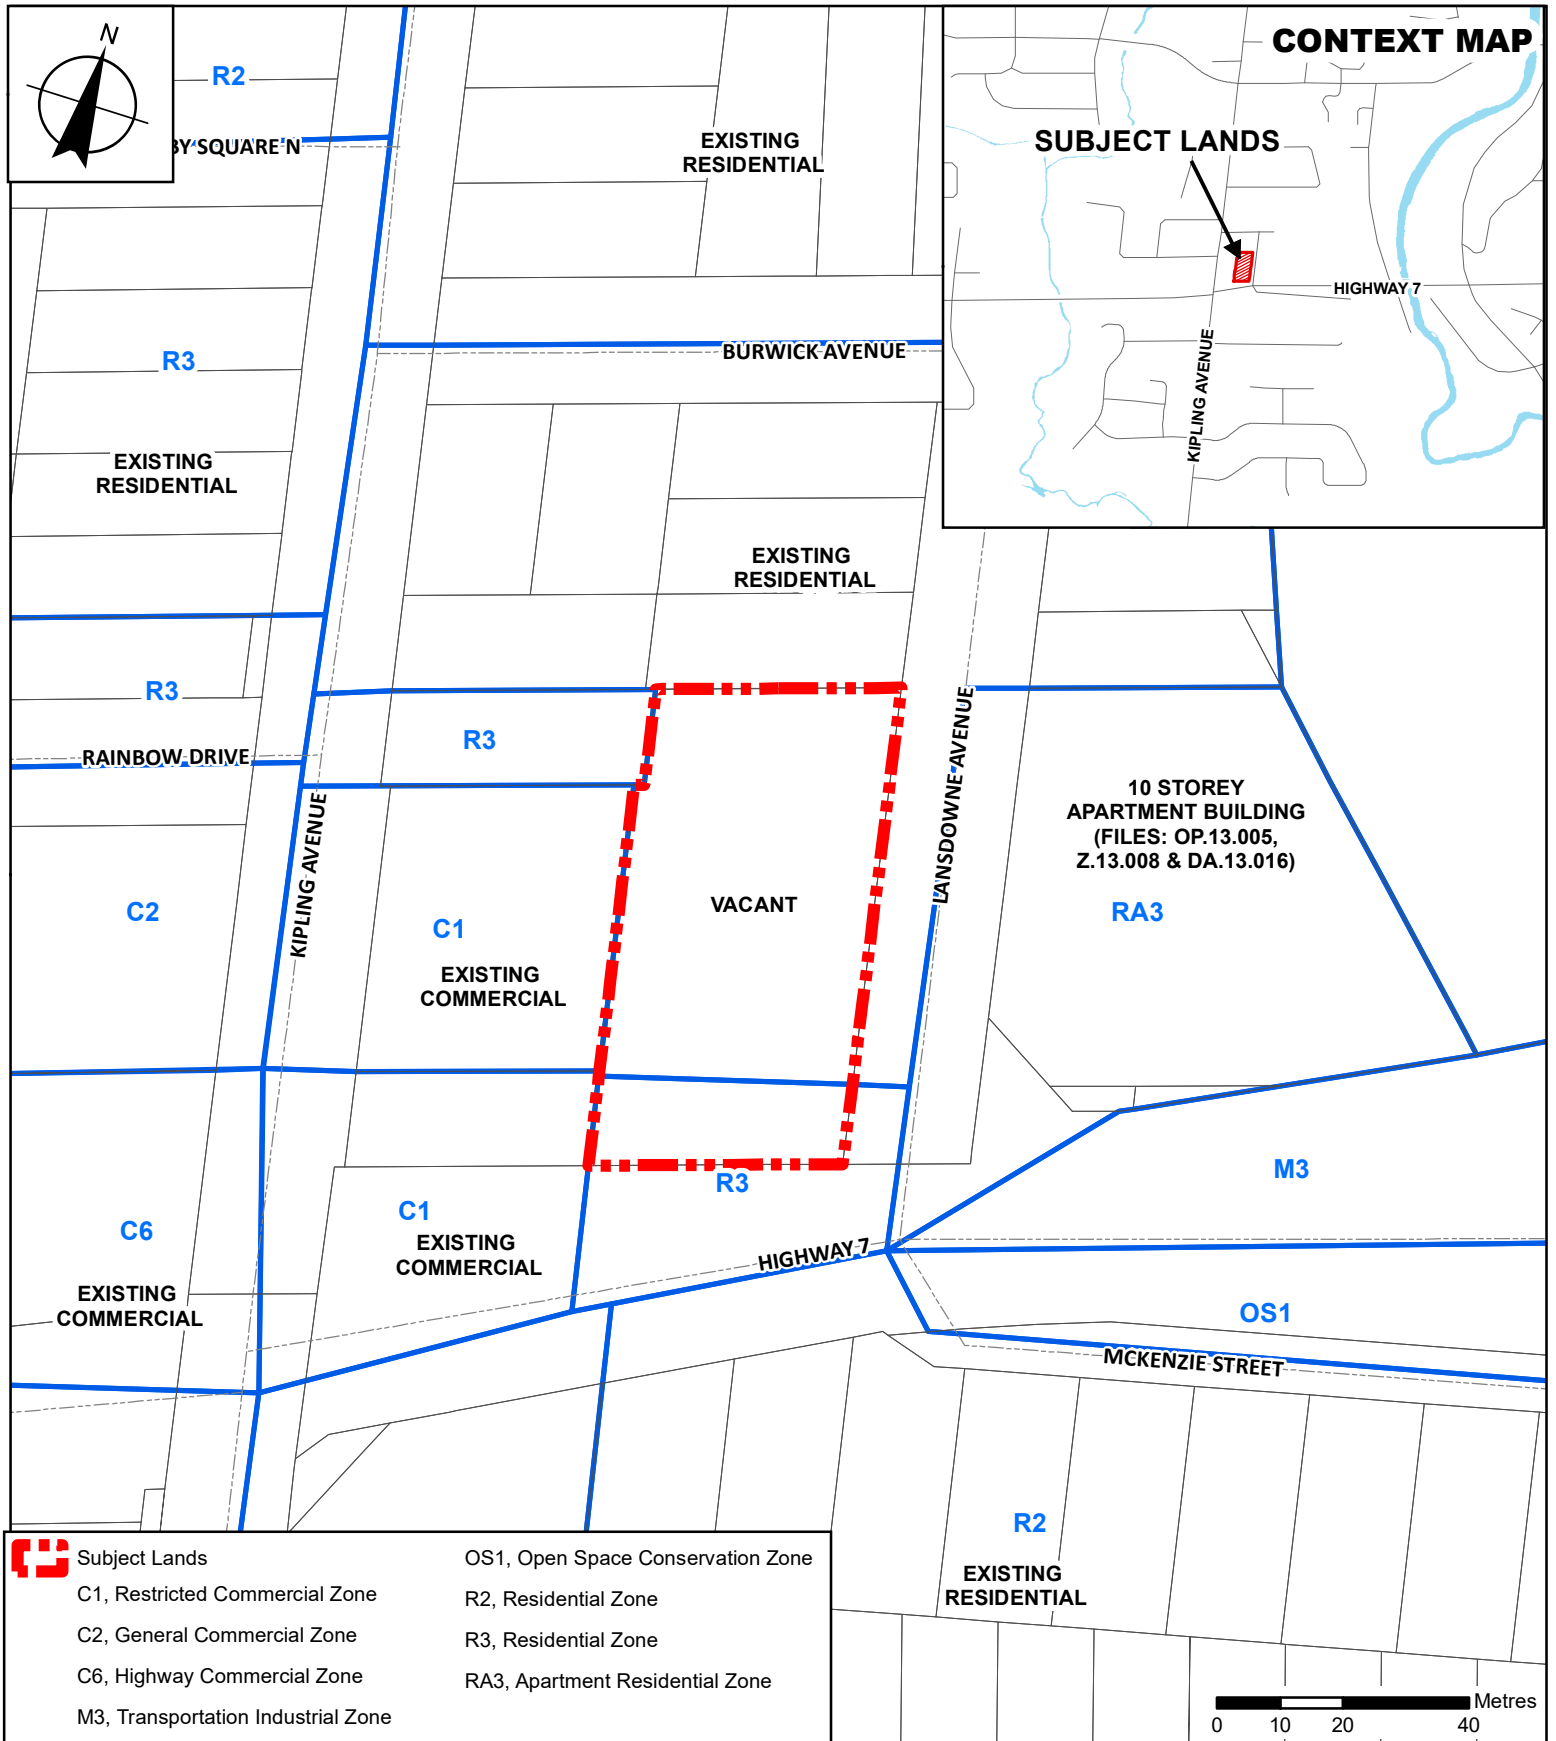 N
R2
BY SQUARE N
EXISTING
RESIDENTIAL
CONTEXT MAP
SUBJECT LANDS
HIGHWAY 7
KIPLING AVENUE
BURWICK AVENUE
R3
EXISTING
RESIDENTIAL
EXISTING
RESIDENTIAL
R3
RAINBOW DRIVE
R3
KIPLING AVENUE
LANSDOWNE AVENUE
10 STOREY
APARTMENT BUILDING
(FILES: OP.13.005,
Z.13.008 & DA.13.016)
RA3
VACANT
C2
C1
EXISTING
COMMERCIAL
R3
M3
C1
EXISTING
COMMERCIAL
C6
EXISTING
COMMERCIAL
HIGHWAY 7
OS1
MCKENZIE STREET
R2
EXISTING
RESIDENTIAL
Subject Lands
C1, Restricted Commercial Zone
C2, General Commercial Zone
C6, Highway Commercial Zone
M3, Transportation Industrial Zone
OS1, Open Space Conservation Zone
R2, Residential Zone
R3, Residential Zone
RA3, Apartment Residential Zone
Metres
0 10 20 40